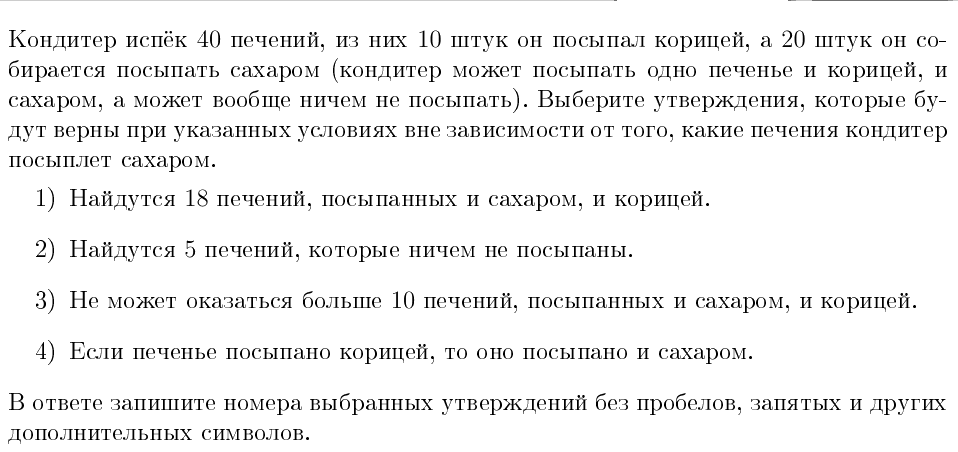 Кондитер испёк 40 печений, из них 10 штук он посыпал корицей, а 20 штук он со-
бирается посыпать сахаром (кондитер может посыпать одно печенье и корицей, и
сахаром, а может вообще ничем не посыпать). Выберите утверждения, которые бу-
дут верны при указанных условиях вне зависимости от того, какие печения кондитер
посыплет сахаром.
1) Найдутся 18 печений, посыпанных и сахаром, и корицей.
2) Найдутся 5 печений, которые ничем не посыпаны.
3) Не может оказаться больше 10 печений, посыпанных и сахаром, и корицей.
4) Если печенье посыпано корицей, то оно посыпано и сахаром.
В ответе запишите номера выбранных утверждений без пробелов, запятых и других
дополнительных символов.